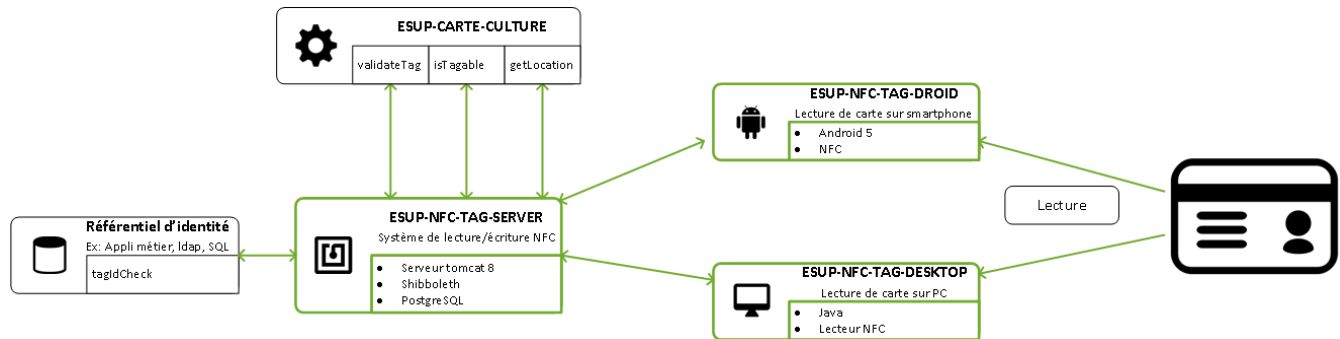 ESUP-CARTE-CULTURE
validateTag
isTagable
getLocation
ESUP-NFC-TAG-DROID
Lecture de carte sur smartphone
Android 5
NFC
Lecture
Référentiel d'identité
Ex: Appli métier, ldap, SQL
tagIdCheck
ESUP-NFC-TAG-SERVER
Système de lecture/écriture NFC
Serveur tomcat 8
Shibboleth
PostgreSQL
ESUP-NFC-TAG-DESKTOP
Lecture de carte sur PC
Java
Lecteur NFC